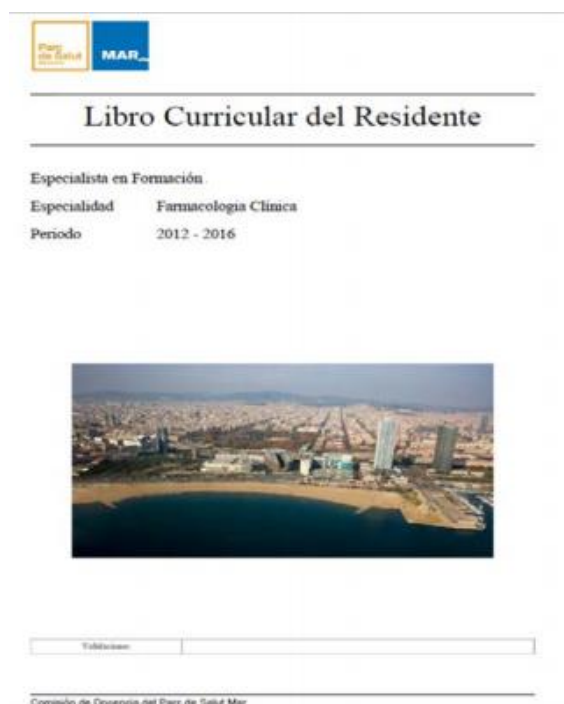 Parc
de Salut
MAR
Libro Curricular del Residente
Especialista en Formación
Especialidad Farmacologia Clínica
Periodo 2012 - 2016
Comisión de Docencia del Parc de Salut Mar